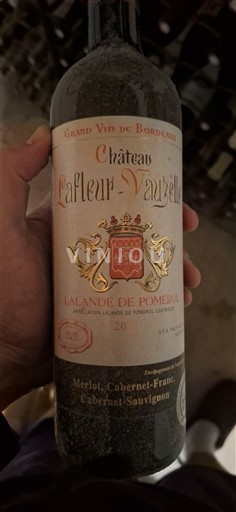 GRAND VIN DE BORDEAUX
Château
Lafleur-Vauzelle
VINIOU
LALANDE DE POMEROL
APPELLATION LALANDE DE POMEROL CONTRÔLÉE
20
Merlot, Cabernet-Franc,
Cabernet-Sauvignon